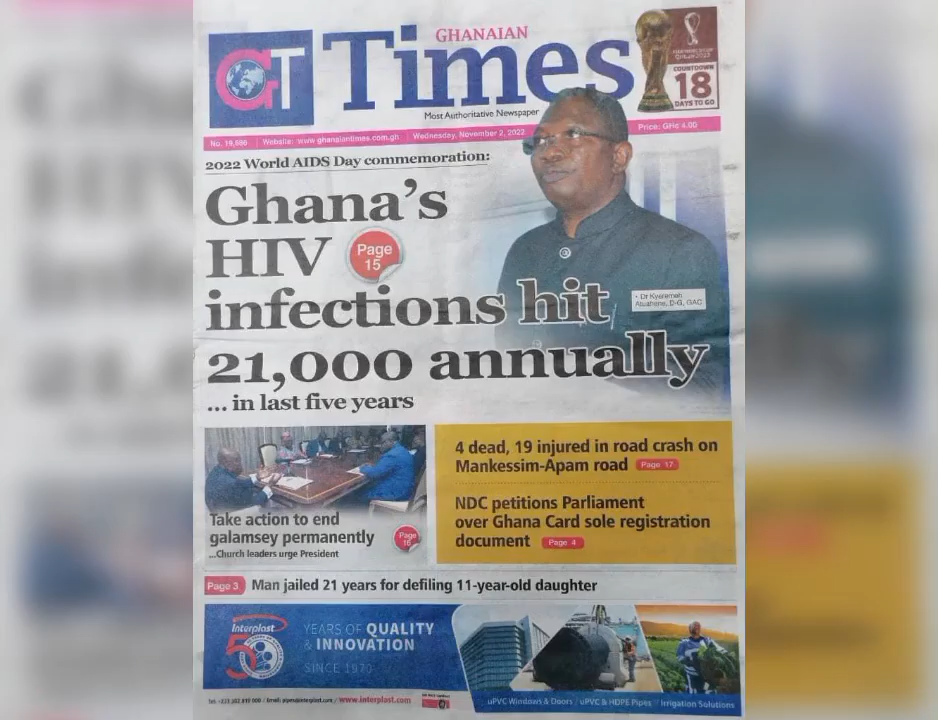 GT
GHANAIAN
Times
Most Authoritative Newspaper
COUNTDOWN
18
DAYS TO GO
No. 19,596 | Website: www.ghanaiantimes.com.gh | Wednesday, November 2, 2022
Price: GH¢ 4.00
2022 World AIDS Day commemoration:
Ghana's
HIV
Page
15
infections hit
21,000 annually
... in last five years
• Dr Kyeremeh
Atuahene, D-G, GAC
Take action to end
galamsey permanently
...Church leaders urge President
Page
16
4 dead, 19 injured in road crash on
Mankessim-Apam road Page 17
NDC petitions Parliament
over Ghana Card sole registration
document Page 4
Page 3 Man jailed 21 years for defiling 11-year-old daughter
Interplast
50
YEARS OF QUALITY
& INNOVATION
SINCE 1970
www.interplast.com
uPVC Windows & Doors / uPVC & HDPE Pipes / Irrigation Solutions